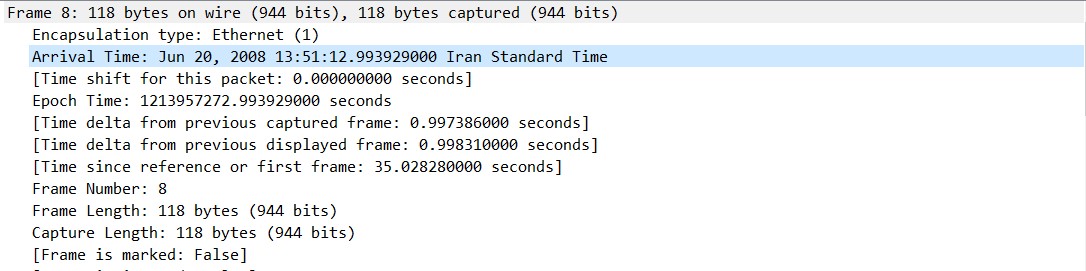 Frame 8: 118 bytes on wire (944 bits), 118 bytes captured (944 bits)
Encapsulation type: Ethernet (1)
Arrival Time: Jun 20, 2008 13:51:12.993929000 Iran Standard Time
[Time shift for this packet: 0.000000000 seconds]
Epoch Time: 1213957272.993929000 seconds
[Time delta from previous captured frame: 0.997386000 seconds]
[Time delta from previous displayed frame: 0.998310000 seconds]
[Time since reference or first frame: 35.028280000 seconds]
Frame Number: 8
Frame Length: 118 bytes (944 bits)
Capture Length: 118 bytes (944 bits)
[Frame is marked: False]